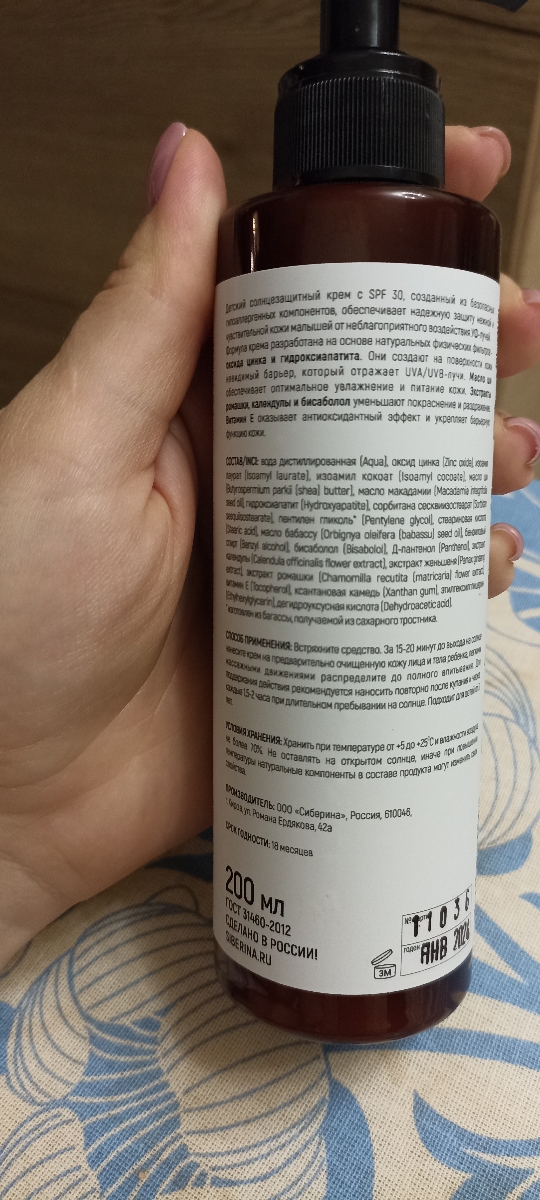 Детский солнцезащитный крем с SPF 30, созданный из безопасных
гипоаллергенных компонентов, обеспечивает надежную защиту нежной и
чувствительной кожи малышей от неблагоприятного воздействия УФ-лучей.
Формула крема разработана на основе натуральных физических фильтров -
оксида цинка и гидроксиапатита. Они создают на поверхности кожи
невидимый барьер, который отражает UVA/UVB-лучи. Масло ши
обеспечивает оптимальное увлажнение и питание кожи. Экстракты
ромашки, календулы и бисаболол уменьшают покраснение и раздражение.
Витамин Е оказывает антиоксидантный эффект и укрепляет барьерную
функцию кожи.
СОСТАВ/INCI: вода дистиллированная (Aqua), оксид цинка (Zinc oxide), изоамил
лаурат (Isoamyl laurate), изоамил кокоат (Isoamyl cocoate), масло ши
(Butyrospermum parkii (shea) butter), масло макадамии (Macadamia integrifolia
seed oil), гидроксиапатит (Hydroxyapatite), сорбитана сесквиизостеарат (Sorbitan
sesquiisostearate), пентилен гликоль* (Pentylene glycol), стеариновая кислота
(Stearic acid), масло бабассу (Orbignya oleifera (babassu) seed oil), бензиловый
спирт (Benzyl alcohol), бисаболол (Bisabolol), Д-пантенол (Panthenol), экстракт
календулы (Calendula officinalis flower extract), экстракт женьшеня (Panax ginseng
extract), экстракт ромашки (Chamomilla recutita (matricaria) flower extract),
витамин Е (Tocopherol), ксантановая камедь (Xanthan gum), этилгексилглицерин
(Ethylhexylglycerin), дегидроуксусная кислота (Dehydroacetic acid).
*изготовлен из багассы, получаемой из сахарного тростника.
СПОСОБ ПРИМЕНЕНИЯ: Встряхните средство. За 15-20 минут до выхода на солнце
нанесите крем на предварительно очищенную кожу лица и тела ребенка, легкими
массажными движениями распределите до полного впитывания. Для
поддержания действия рекомендуется наносить повторно после купания и через
каждые 1,5-2 часа при длительном пребывании на солнце. Подходит для детей от 3
лет.
УСЛОВИЯ ХРАНЕНИЯ: Хранить при температуре от +5 до +25°С и влажности воздуха
не более 70%. Не оставлять на открытом солнце, иначе при повышении
температуры натуральные компоненты в составе продукта могут изменить свои
свойства.
ПРОИЗВОДИТЕЛЬ: ООО «Сиберина», Россия, 610046,
г. Киров, ул. Романа Ердякова, 42а
СРОК ГОДНОСТИ: 18 месяцев
200 мл
ГОСТ 31460-2012
СДЕЛАНО В РОССИИ!
SIBERINA.RU
3М
11036
годен
ЯНВ 2026